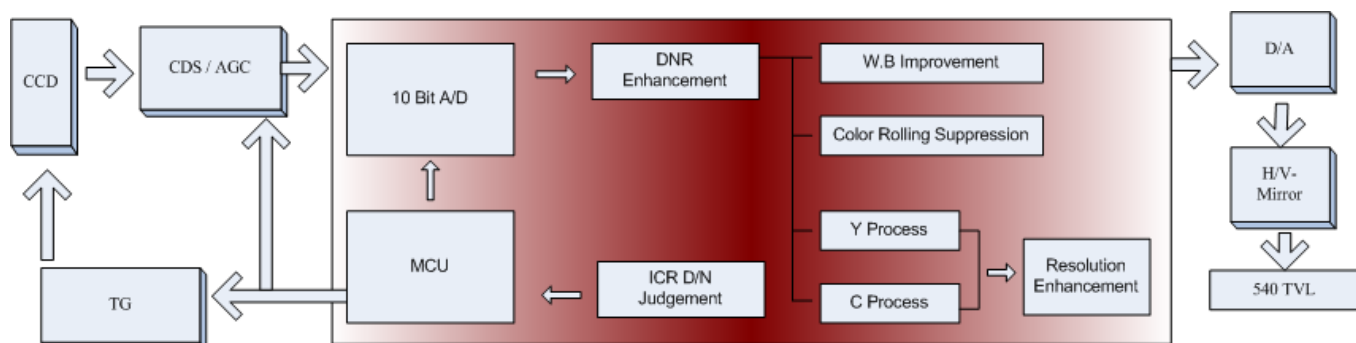 CCD
CDS / AGC
10 Bit A/D
DNR
Enhancement
W.B Improvement
Color Rolling Suppression
Y Process
C Process
Resolution
Enhancement
MCU
ICR D/N
Judgement
TG
D/A
H/V-
Mirror
540 TVL